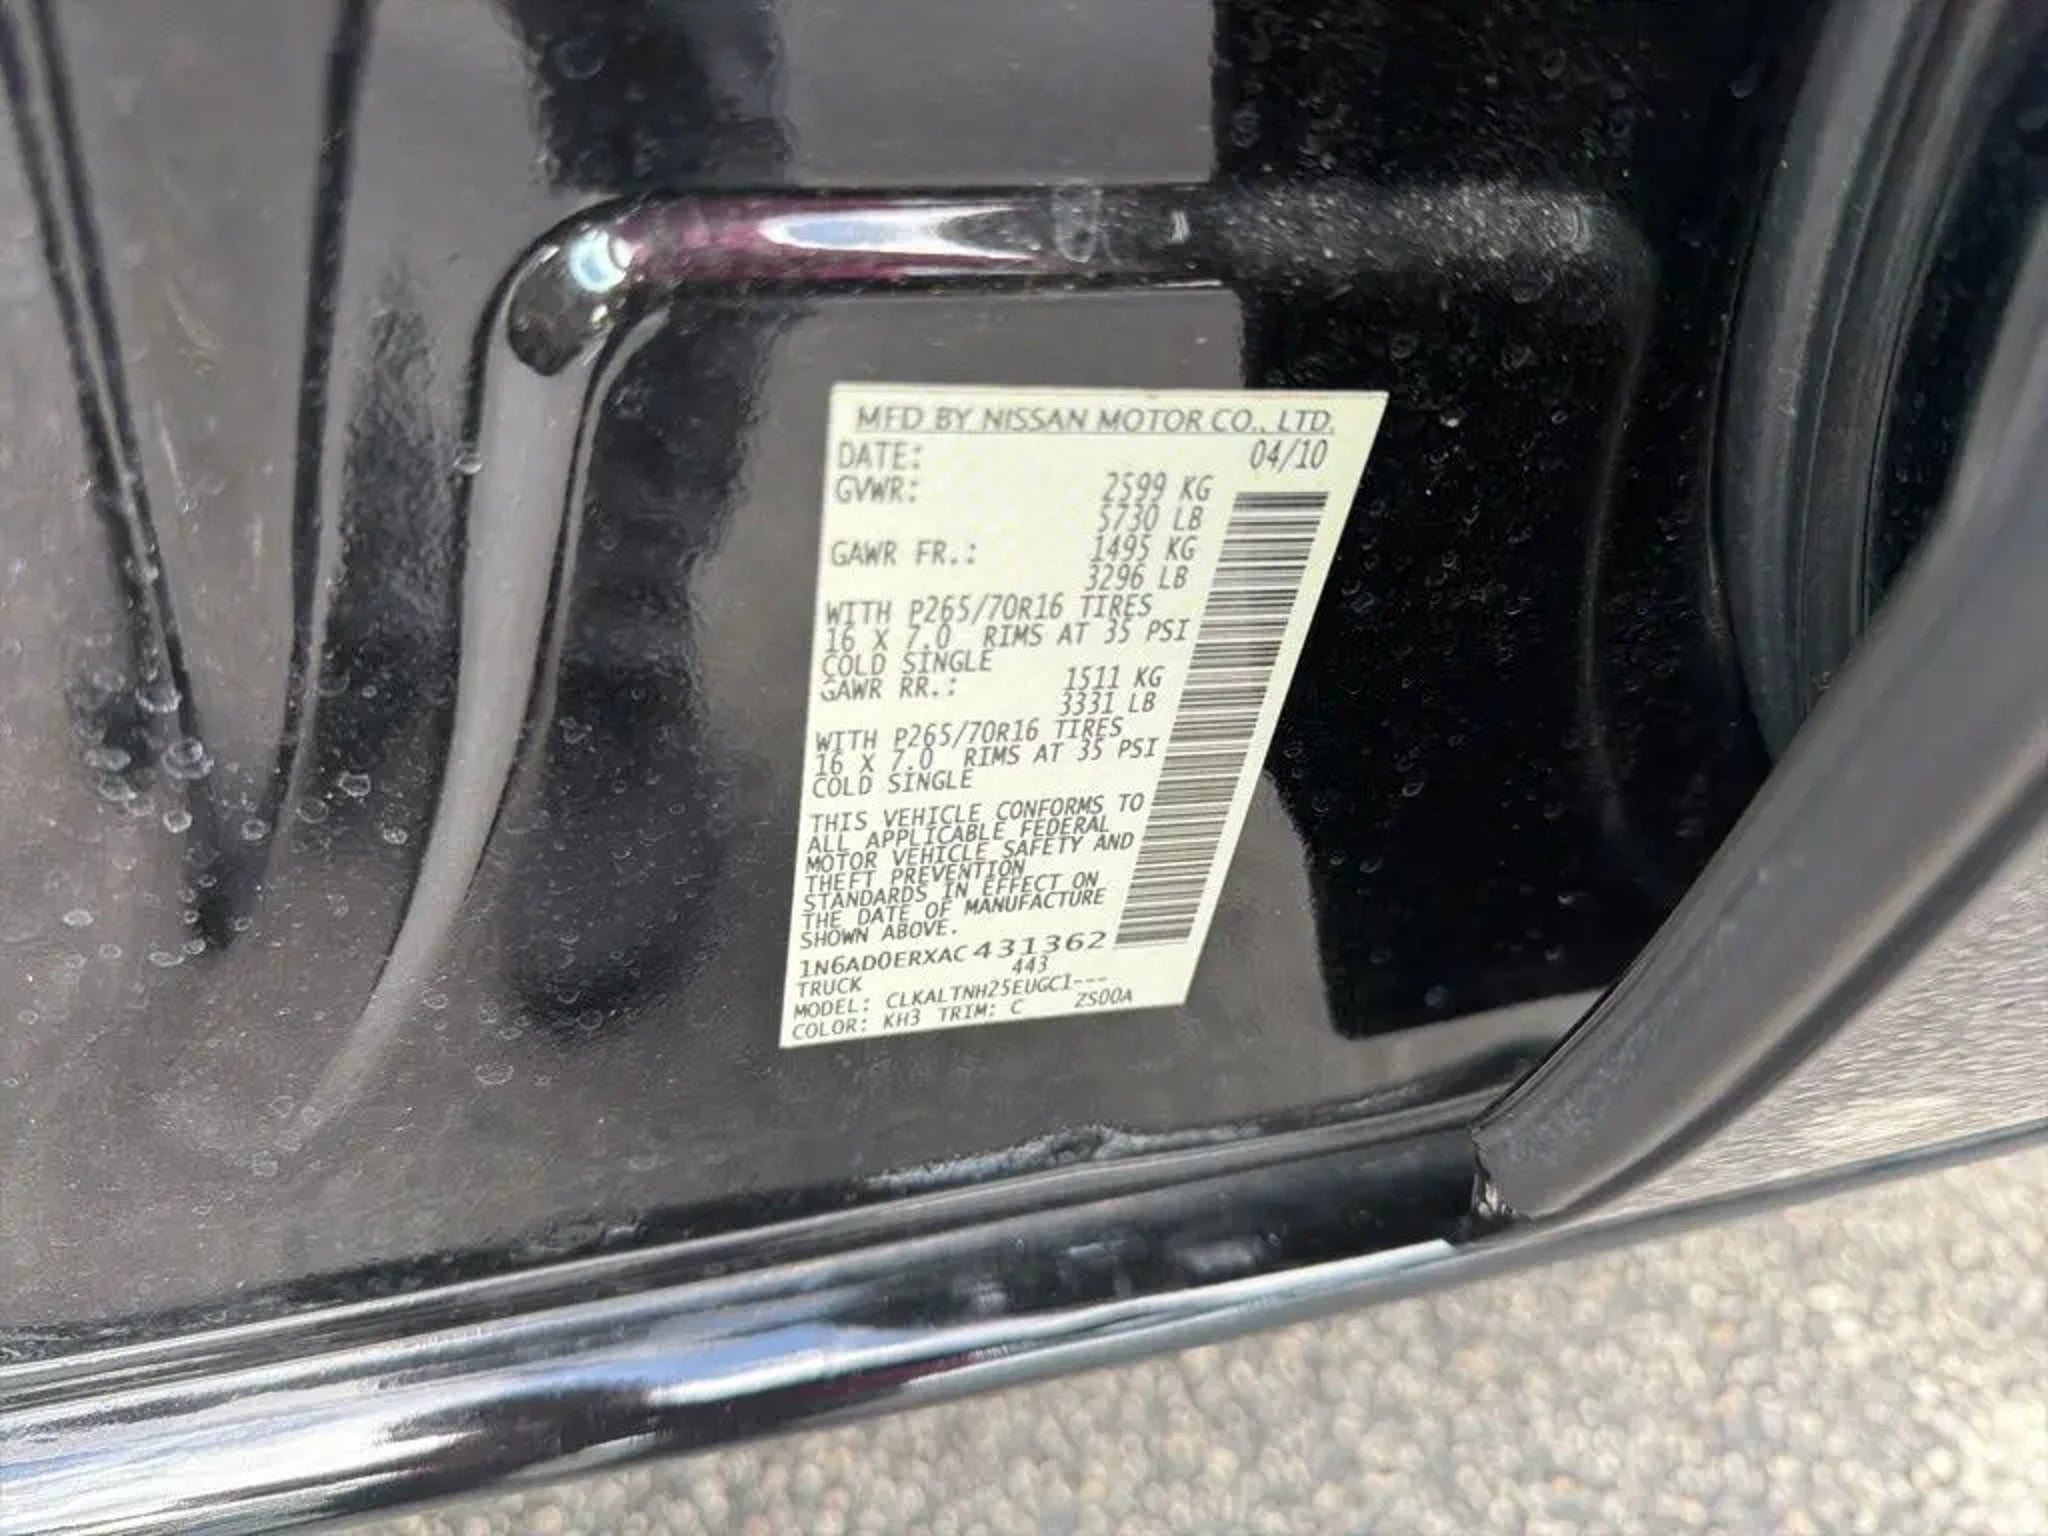 MFD BY NISSAN MOTOR CO., LTD.
DATE: 04/10
GVWR: 2599 KG
5730 LB
GAWR FR.: 1495 KG
3296 LB
WITH P265/70R16 TIRES
16 X 7.0 RIMS AT 35 PSI
COLD SINGLE
GAWR RR.: 1511 KG
3331 LB
WITH P265/70R16 TIRES
16 X 7.0 RIMS AT 35 PSI
COLD SINGLE
THIS VEHICLE CONFORMS TO
ALL APPLICABLE FEDERAL
MOTOR VEHICLE SAFETY AND
THEFT PREVENTION
STANDARDS IN EFFECT ON
THE DATE OF MANUFACTURE
SHOWN ABOVE.
1N6AD0ERXAC431362
TRUCK 443
MODEL: CLKALTNH25EUGCI---
COLOR: KH3 TRIM: C ZS00A